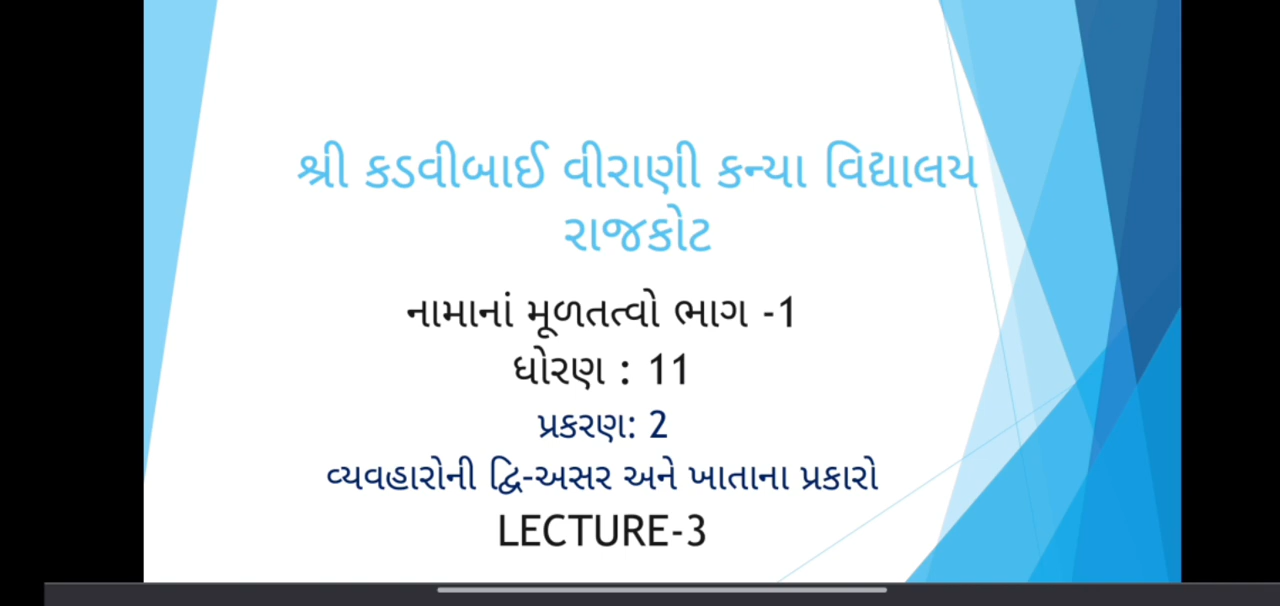 શ્રી કડવીબાઈ વીરાણી કન્યા વિદ્યાલય
રાજકોટ
નામાનાં મૂળતત્વો ભાગ -1
ધોરણ : 11
પ્રકરણ: 2
વ્યવહારોની દ્વિ-અસર અને ખાતાના પ્રકારો
LECTURE-3